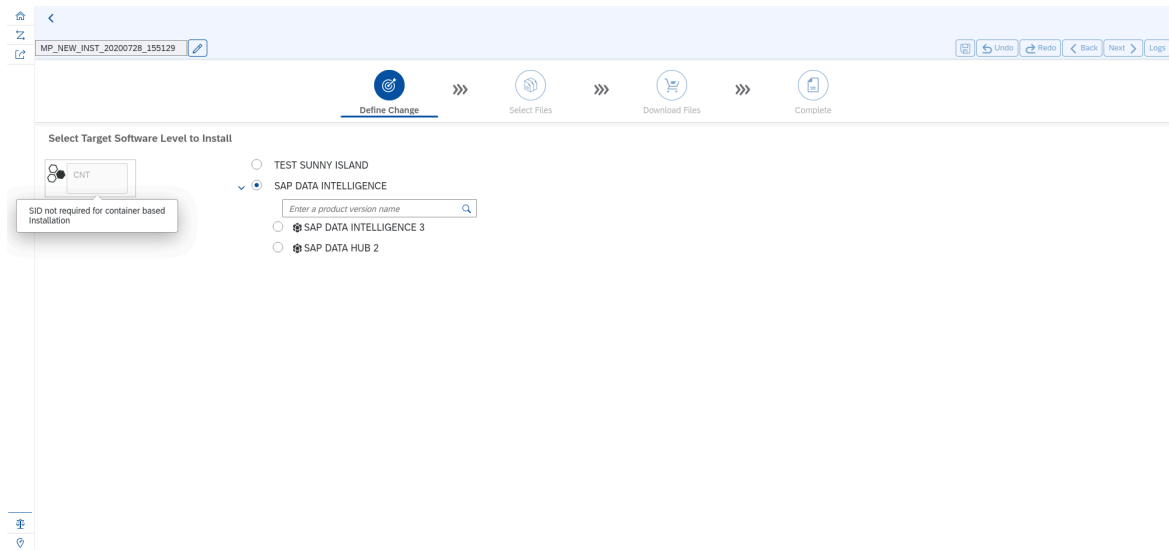 MP_NEW_INST_20200728_155129
Undo
Redo
Back
Next
Logs
Define Change
Select Files
Download Files
Complete
Select Target Software Level to Install
CNT
SID not required for container based
Installation
TEST SUNNY ISLAND
SAP DATA INTELLIGENCE
Enter a product version name
SAP DATA INTELLIGENCE 3
SAP DATA HUB 2